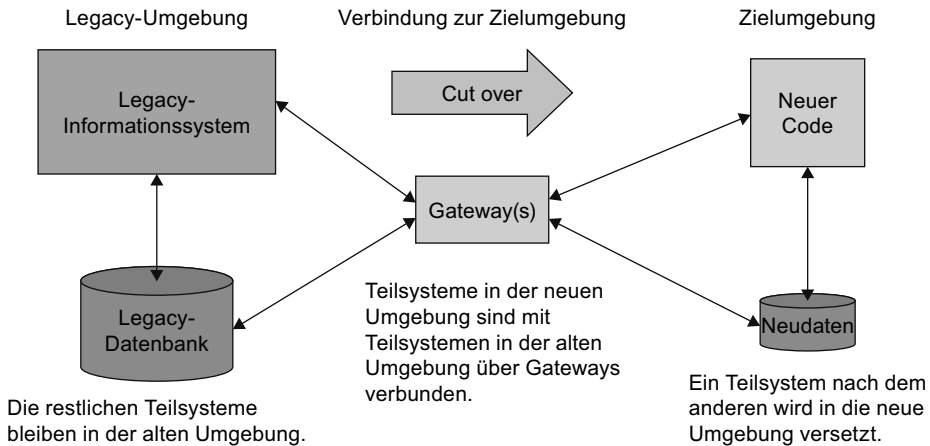 Legacy-Umgebung
Verbindung zur Zielumgebung
Zielumgebung
Legacy-
Informationssystem
Cut over
Neuer
Code
Gateway(s)
Legacy-
Datenbank
Neudaten
Teilsysteme in der neuen
Umgebung sind mit
Teilsystemen in der alten
Umgebung über Gateways
verbunden.
Die restlichen Teilsysteme
bleiben in der alten Umgebung.
Ein Teilsystem nach dem
anderen wird in die neue
Umgebung versetzt.